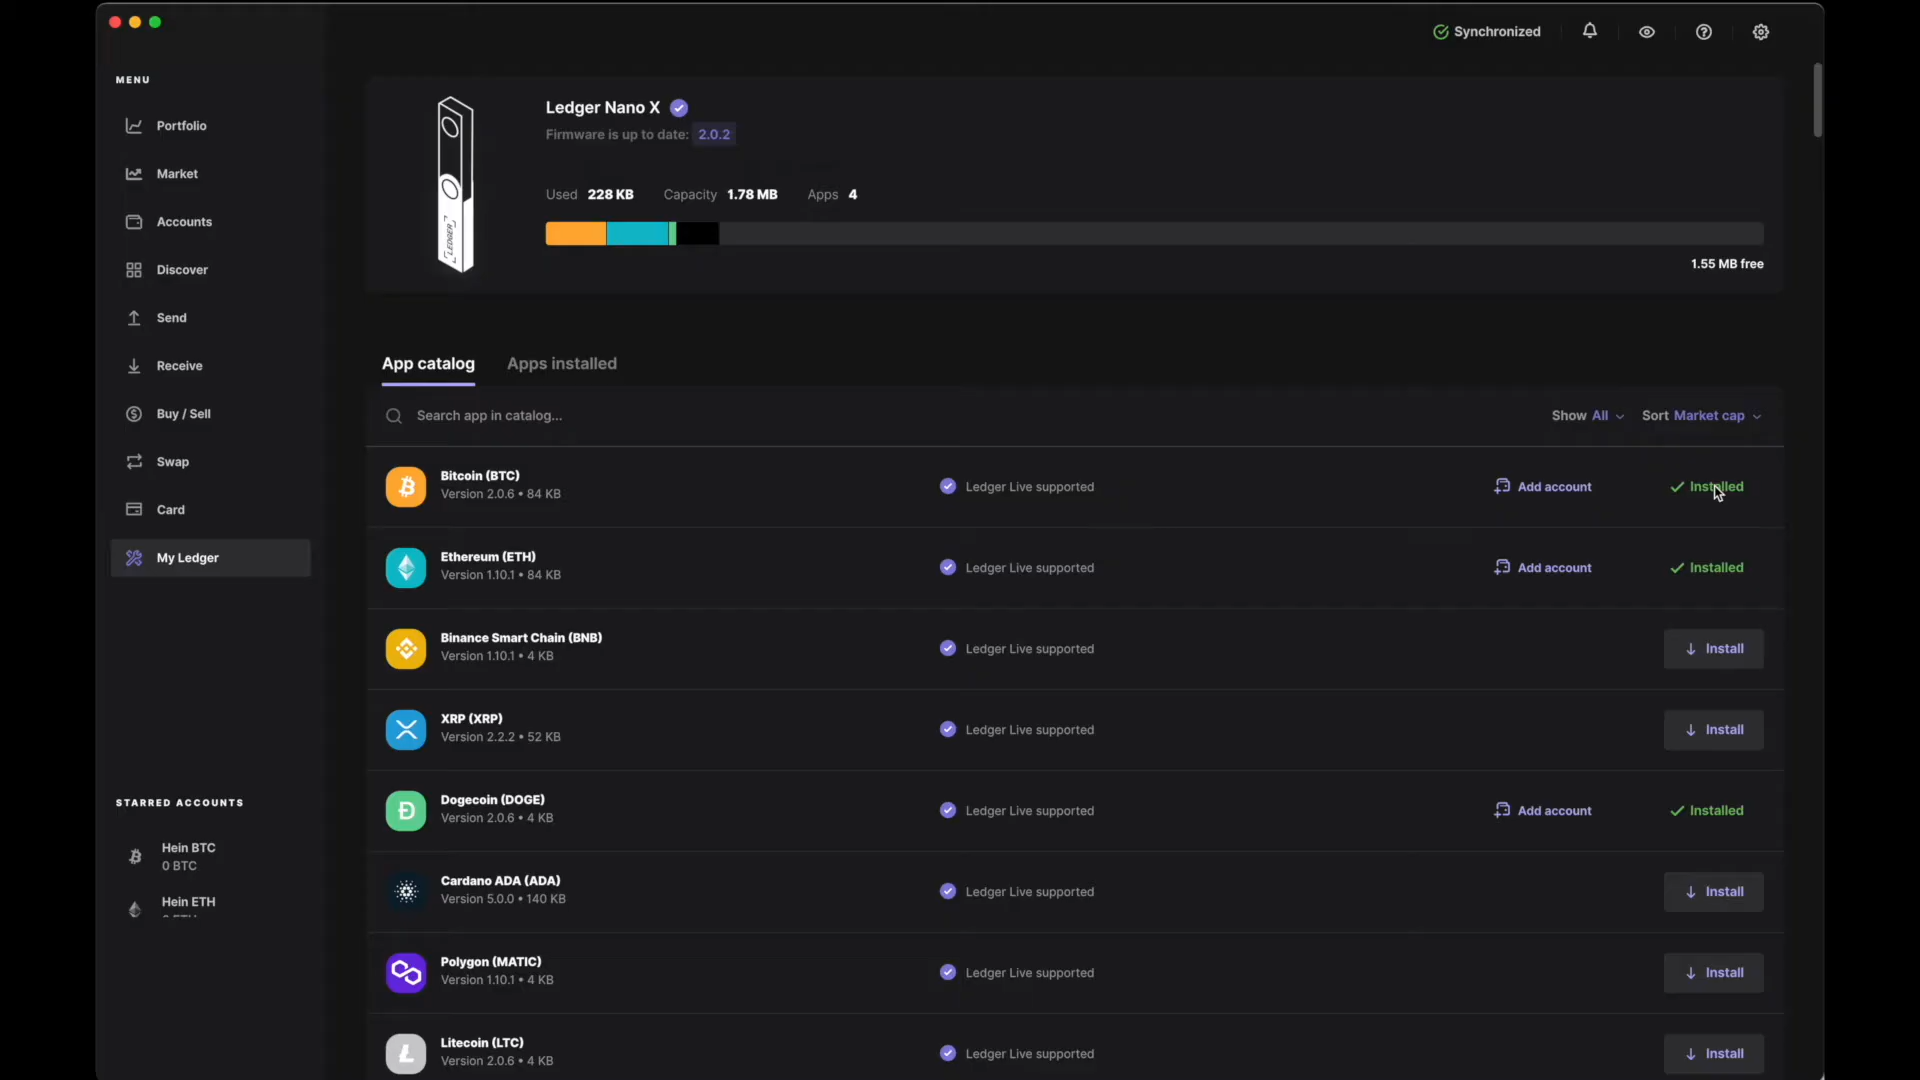 Synchronized
MENU
Portfolio
Market
Accounts
Discover
Send
Receive
Buy / Sell
Swap
Card
My Ledger
STARRED ACCOUNTS
Hein BTC
0 BTC
Hein ETH
LEDGER
Ledger Nano X
Firmware is up to date: 2.0.2
Used 228 KB Capacity 1.78 MB Apps 4
1.55 MB free
App catalog Apps installed
Search app in catalog... Show All Sort Market cap
Bitcoin (BTC)
Version 2.0.6 • 84 KB
Ledger Live supported Add account Installed
Ethereum (ETH)
Version 1.10.1 • 84 KB
Ledger Live supported Add account Installed
Binance Smart Chain (BNB)
Version 1.10.1 • 4 KB
Ledger Live supported Install
XRP (XRP)
Version 2.2.2 • 52 KB
Ledger Live supported Install
Dogecoin (DOGE)
Version 2.0.6 • 4 KB
Ledger Live supported Add account Installed
Cardano ADA (ADA)
Version 5.0.0 • 140 KB
Ledger Live supported Install
Polygon (MATIC)
Version 1.10.1 • 4 KB
Ledger Live supported Install
Litecoin (LTC)
Version 2.0.6 • 4 KB
Ledger Live supported Install